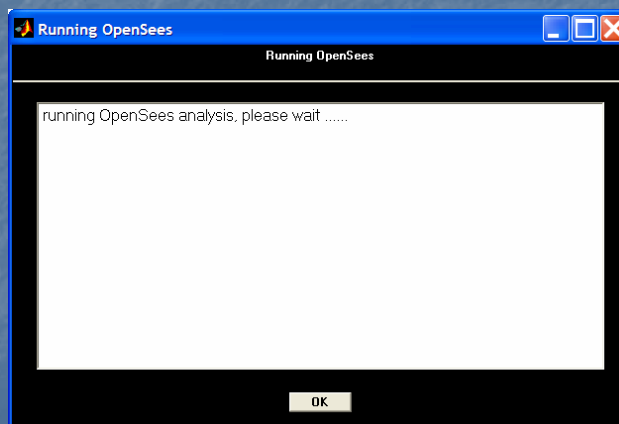 Running OpenSees
Running OpenSees
running OpenSees analysis, please wait ......
OK